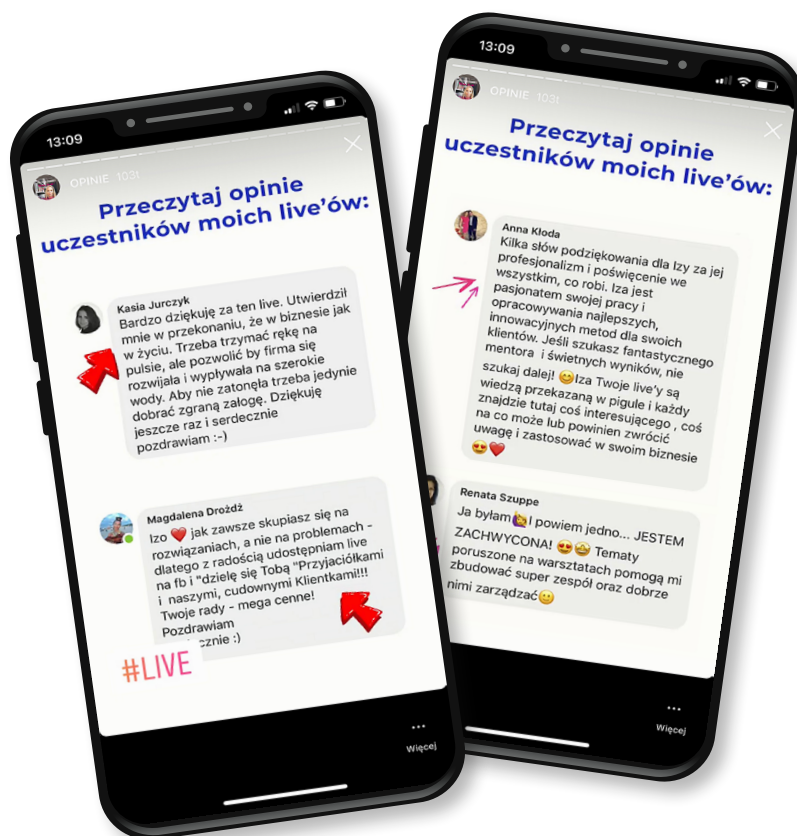 13:09
OPINIE 103t
Przeczytaj opinie
uczestników moich live'ów:
Kasia Jurczyk
Bardzo dziękuję za ten live. Utwierdził
mnie w przekonaniu, że w biznesie jak
w życiu. Trzeba trzymać rękę na
pulsie, ale pozwolić by firma się
rozwijała i wypływała na szerokie
wody. Aby nie zatonęła trzeba jedynie
dobrać zgraną załogę. Dziękuję
jeszcze raz i serdecznie
pozdrawiam :-)
Magdalena Drożdż
Izo ❤️ jak zawsze skupiasz się na
rozwiązaniach, a nie na problemach -
dlatego z radością udostępniam live
na fb i "dzielę się Tobą "Przyjaciółkami
i naszymi, cudownymi Klientkami!!!
Twoje rady - mega cenne!
Pozdrawiam
cznie :)
#LIVE
Więcej
13:09
OPINIE 103t
Przeczytaj opinie
uczestników moich live'ów:
Anna Kłoda
Kilka słów podziękowania dla Izy za jej
profesjonalizm i poświęcenie we
wszystkim, co robi. Iza jest
pasjonatem swojej pracy i
opracowywania najlepszych,
innowacyjnych metod dla swoich
klientów. Jeśli szukasz fantastycznego
mentora i świetnych wyników, nie
szukaj dalej! 😊Iza Twoje live'y są
wiedzą przekazaną w pigule i każdy
znajdzie tutaj coś interesującego , coś
na co może lub powinien zwrócić
uwagę i zastosować w swoim biznesie
😍❤️
Renata Szuppe
Ja byłam🙋 I powiem jedno... JESTEM
ZACHWYCONA! 😍🤩 Tematy
poruszone na warsztatach pomogą mi
zbudować super zespół oraz dobrze
nimi zarządzać🙂
Więcej